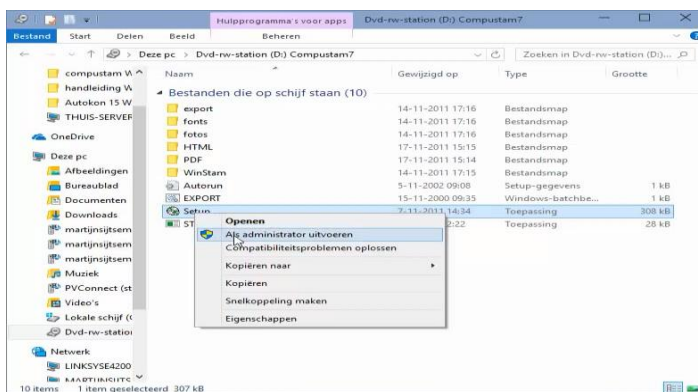 Hulpprogramma's voor apps Dvd-rw-station (D:) Compustam7
Bestand Start Delen Beeld Beheren
Deze pc > Dvd-rw-station (D:) Compustam7 Zoeken in Dvd-rw-station (D:)...
compustam W
handleiding W
Autokon 15 W
THUIS-SERVER
OneDrive
Deze pc
Afbeeldingen
Bureaublad
Documenten
Downloads
martijnsijtsem
martijnsijtsem
martijnsijtsem
Muziek
PVConnect (st
Video's
Lokale schijf (
Dvd-rw-station
Netwerk
LINKSYSE4200
MARTIJNSIJTS
Naam Gewijzigd op Type Grootte
Bestanden die op schijf staan (10)
export 14-11-2011 17:16 Bestandsmap
fonts 14-11-2011 17:16 Bestandsmap
fotos 14-11-2011 17:16 Bestandsmap
HTML 17-11-2011 15:15 Bestandsmap
PDF 17-11-2011 15:14 Bestandsmap
WinStam 14-11-2011 17:15 Bestandsmap
Autorun 5-11-2002 09:08 Setup-gegevens 1 kB
EXPORT 15-11-2000 09:35 Windows-batchbe... 1 kB
Setup 7-11-2011 14:34 Toepassing 308 kB
ST 2:22 Toepassing 28 kB
Openen
Als administrator uitvoeren
Compatibiliteitsproblemen oplossen
Kopiëren naar
Kopiëren
Snelkoppeling maken
Eigenschappen
10 items 1 item geselecteerd 307 kB